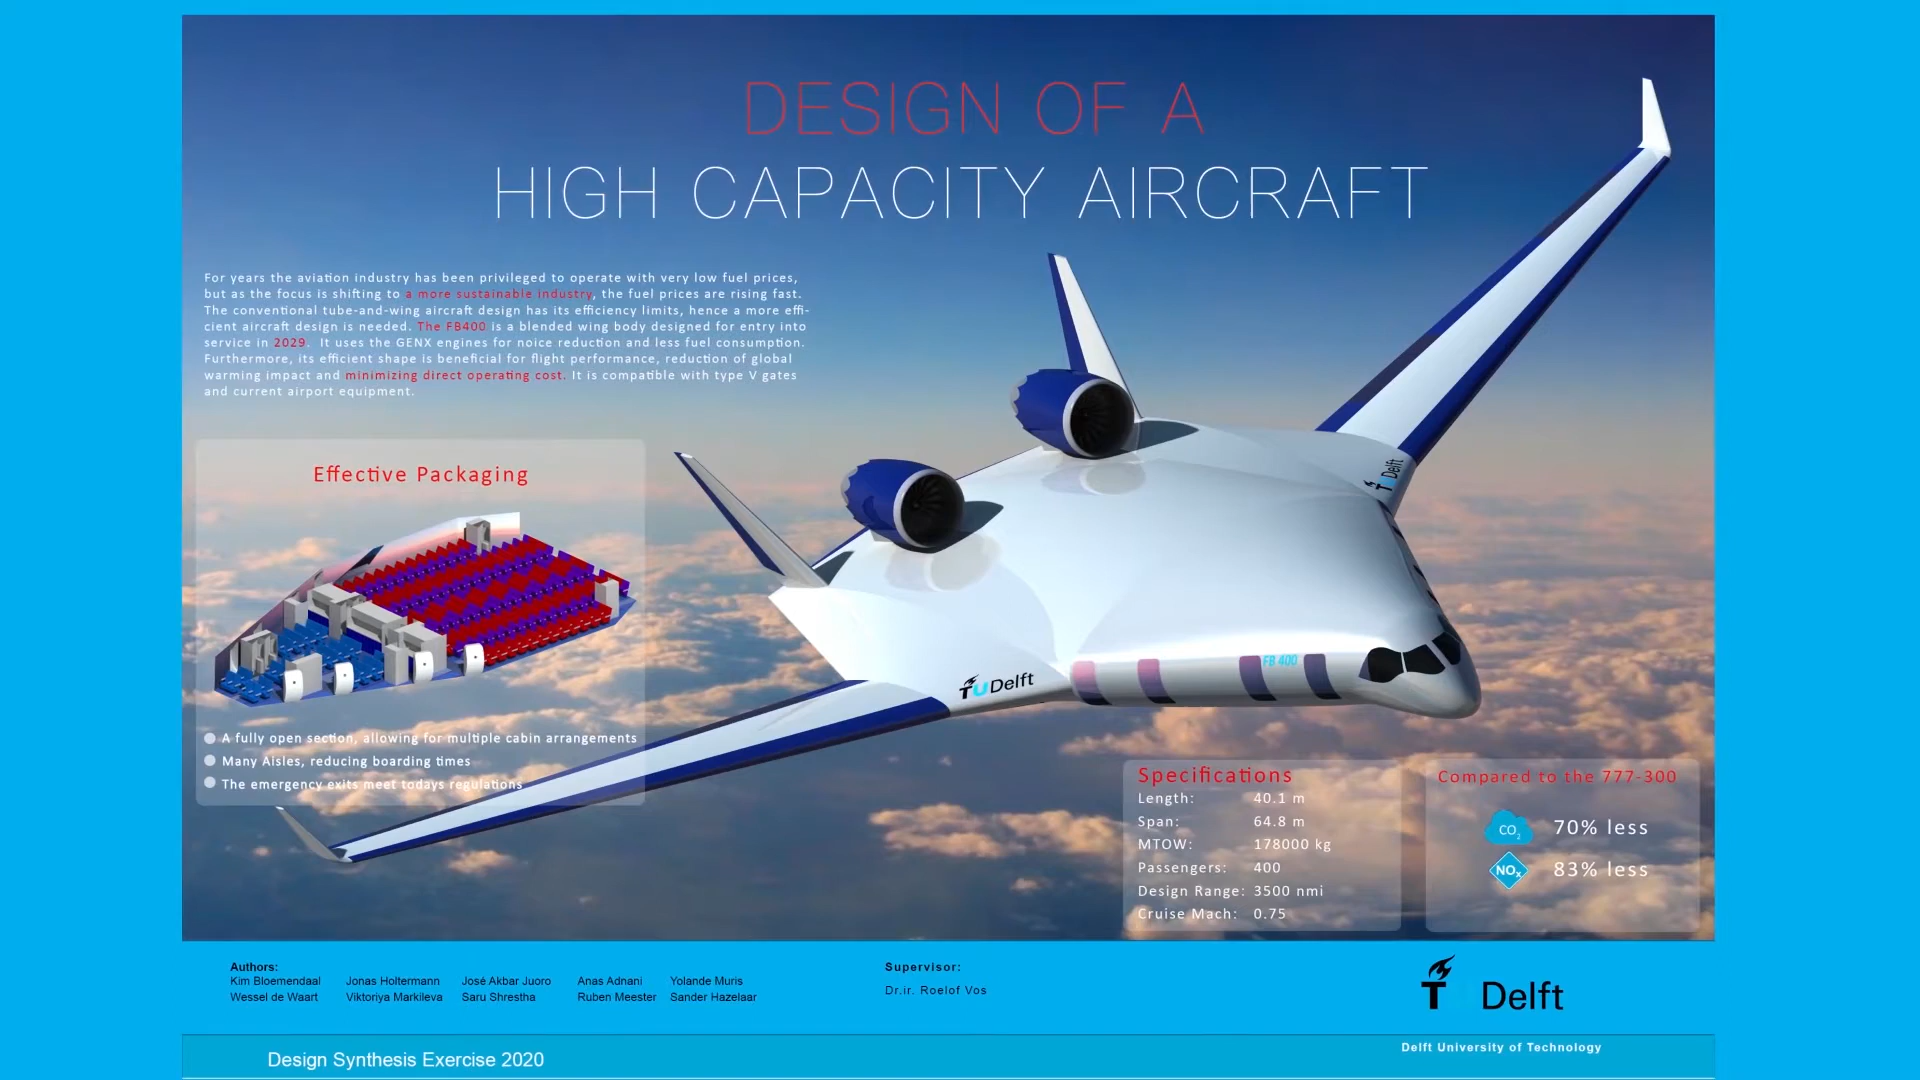 DESIGN OF A
HIGH CAPACITY AIRCRAFT
For years the aviation industry has been privileged to operate with very low fuel prices,
but as the focus is shifting to a more sustainable industry, the fuel prices are rising fast.
The conventional tube-and-wing aircraft design has its efficiency limits, hence a more effi-
cient aircraft design is needed. The FB400 is a blended wing body designed for entry into
service in 2029. It uses the GENX engines for noice reduction and less fuel consumption.
Furthermore, its efficient shape is beneficial for flight performance, reduction of global
warming impact and minimizing direct operating cost. It is compatible with type V gates
and current airport equipment.
Effective Packaging
A fully open section, allowing for multiple cabin arrangements
Many Aisles, reducing boarding times
The emergency exits meet todays regulations
TU Delft
TU Delft
FB 400
Specifications
Length: 40.1 m
Span: 64.8 m
MTOW: 178000 kg
Passengers: 400
Design Range: 3500 nmi
Cruise Mach: 0.75
Compared to the 777-300
CO2 70% less
NOx 83% less
Authors:
Kim Bloemendaal Jonas Holtermann José Akbar Juoro Anas Adnani Yolande Muris
Wessel de Waart Viktoriya Markileva Saru Shrestha Ruben Meester Sander Hazelaar
Supervisor:
Dr.ir. Roelof Vos
T Delft
Delft University of Technology
Design Synthesis Exercise 2020